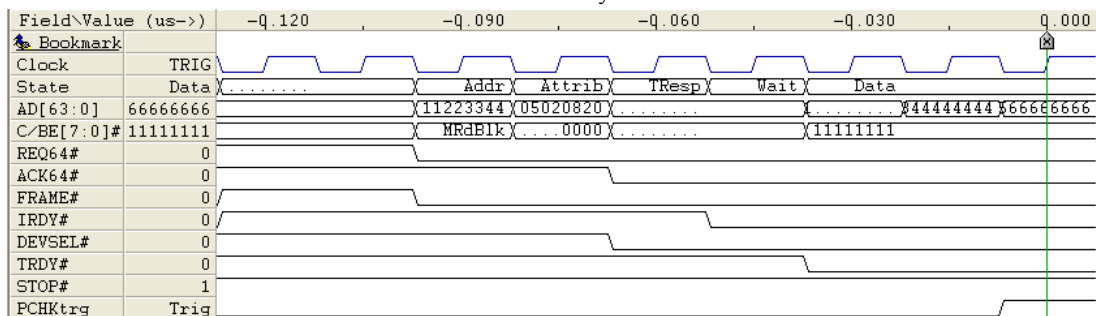 Field\Value (us->) -0.120 -0.090 -0.060 -0.030 0.000
Bookmark
Clock TRIG
State Data ........ Addr Attrib TResp Wait Data
AD[63:0] 66666666 11223344 05020820 ........ ........ 444444444 666666666
C/BE[7:0]# 11111111 MRdBlk ....0000 ........ 11111111
REQ64# 0
ACK64# 0
FRAME# 0
IRDY# 0
DEVSEL# 0
TRDY# 0
STOP# 1
PCHKtrg Trig